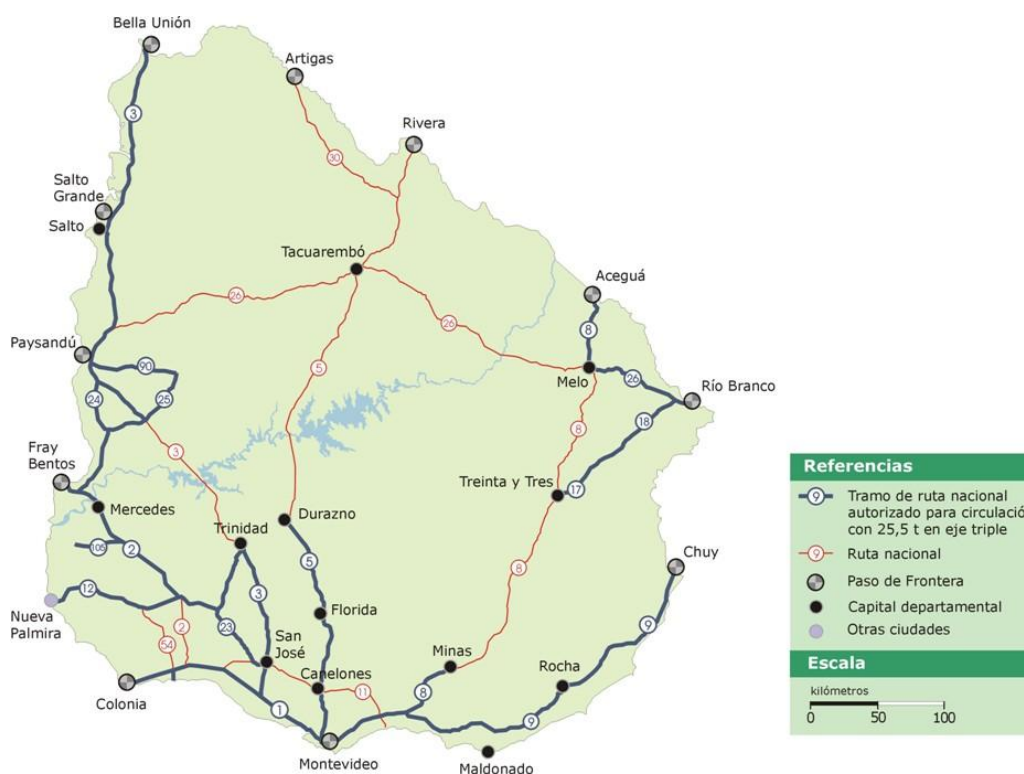 Bella Unión
Artigas
3
Rivera
30
Salto
Grande
Salto
Tacuarembó
Aceguá
26
26
8
Paysandú
90
5
Melo
26
Río Branco
24
25
18
8
3
Fray
Bentos
Treinta y Tres
17
Mercedes
Durazno
Trinidad
105
2
5
Chuy
8
12
3
Florida
9
Nueva
Palmira
2
23
54
San
José
Minas
Rocha
Canelones
8
11
Colonia
1
9
Montevideo
Maldonado
Referencias
9 Tramo de ruta nacional
autorizado para circulació
con 25,5 t en eje triple
9 Ruta nacional
Paso de Frontera
Capital departamental
Otras ciudades
Escala
kilómetros
0 50 100